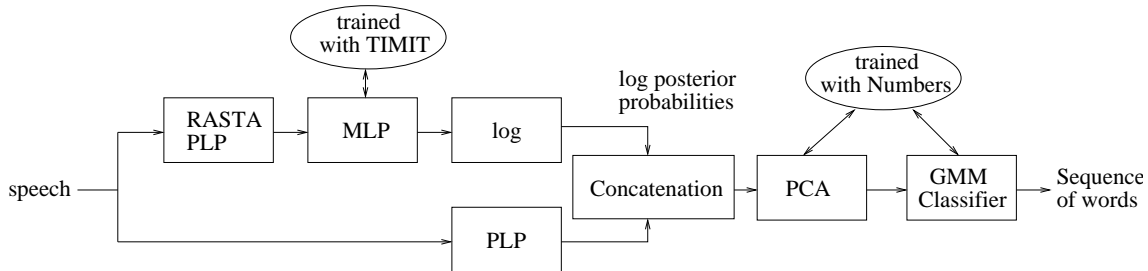 trained
with TIMIT
trained
with Numbers
log posterior
probabilities
RASTA
PLP
MLP
log
speech
Concatenation
PCA
GMM
Classifier
Sequence
of words
PLP